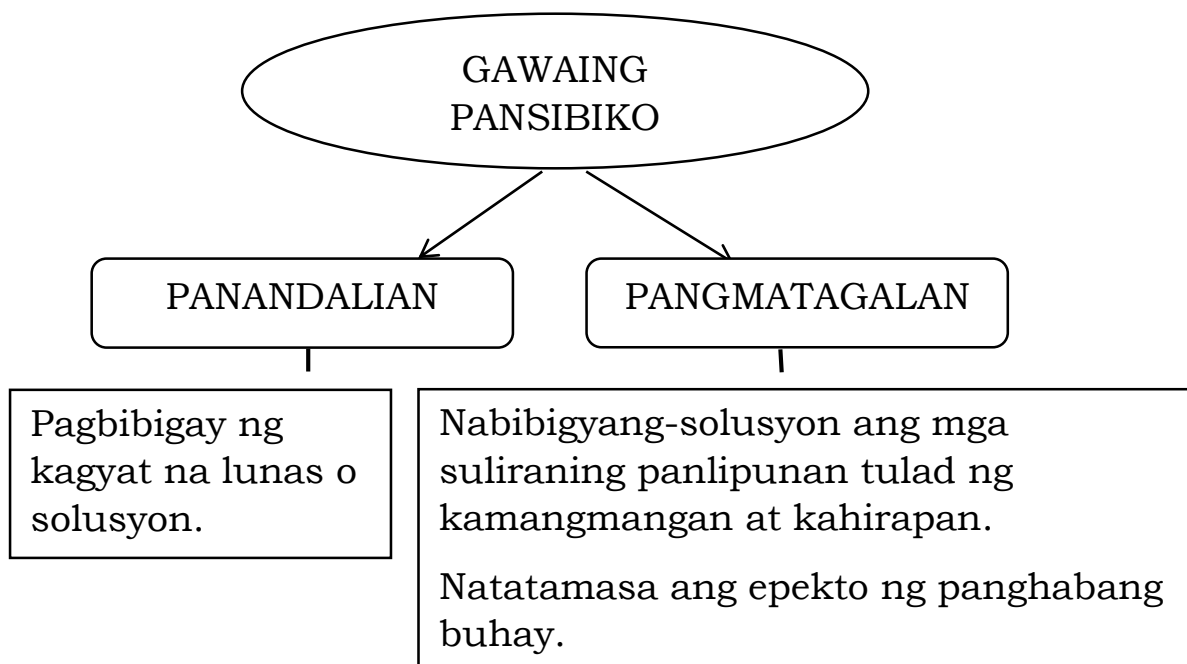 GAWAING
PANSIBIKO
PANANDALIAN
PANGMATAGALAN
Pagbibigay ng
kagyat na lunas o
solusyon.
Nabibigyang-solusyon ang mga
suliraning panlipunan tulad ng
kamangmangan at kahirapan.
Natatamasa ang epekto ng panghabang
buhay.